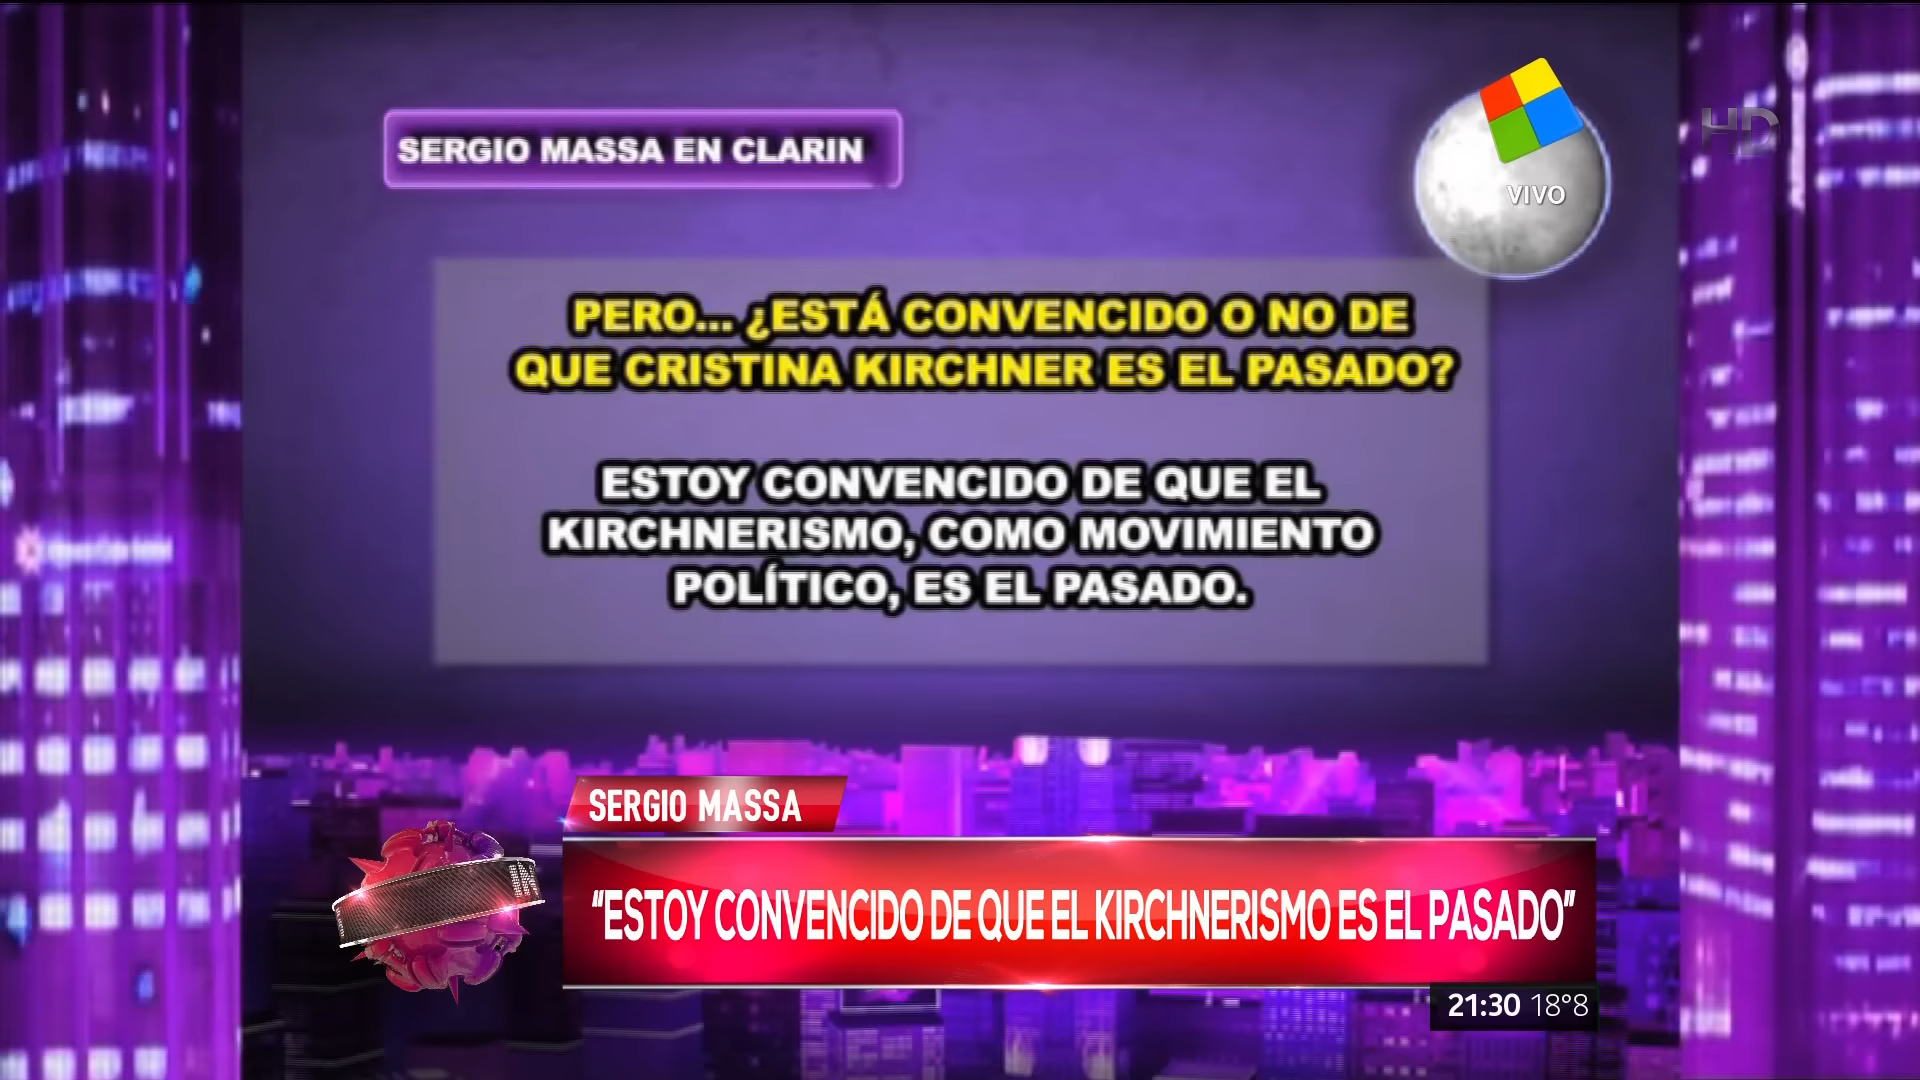 SERGIO MASSA EN CLARIN
HD
VIVO
PERO... ¿ESTÁ CONVENCIDO O NO DE
QUE CRISTINA KIRCHNER ES EL PASADO?
ESTOY CONVENCIDO DE QUE EL
KIRCHNERISMO, COMO MOVIMIENTO
POLÍTICO, ES EL PASADO.
SERGIO MASSA
“ESTOY CONVENCIDO DE QUE EL KIRCHNERISMO ES EL PASADO”
21:30 18°8